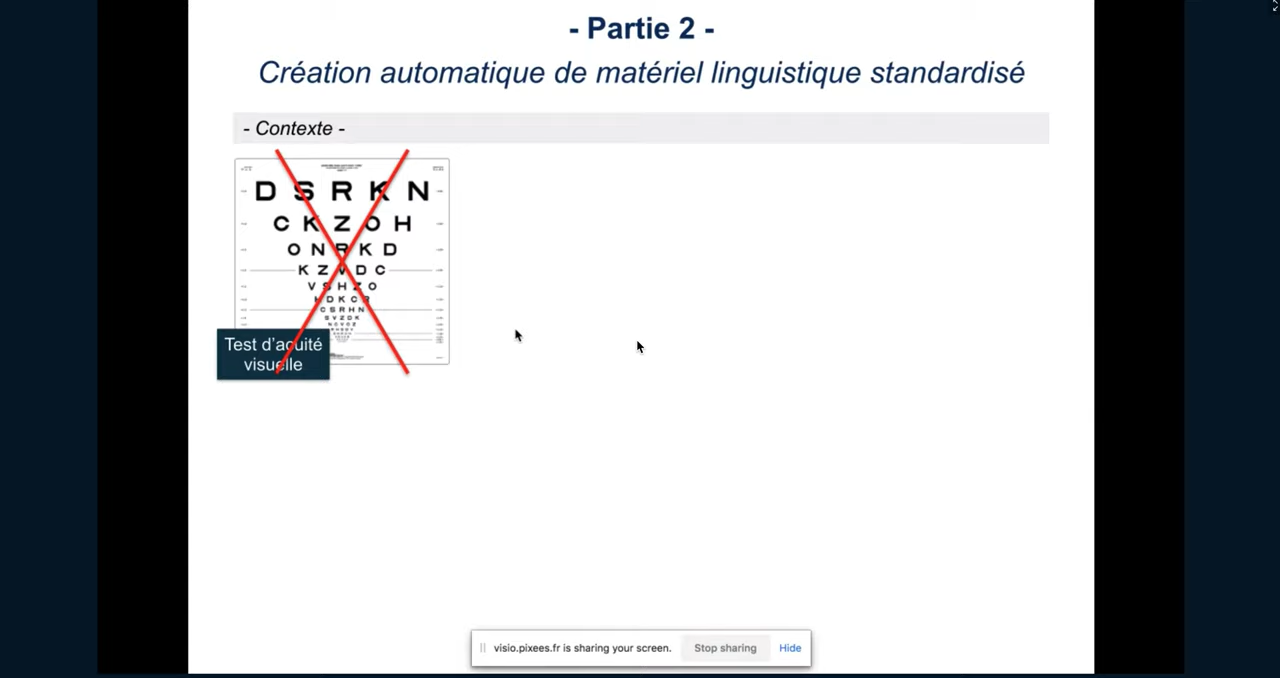 - Partie 2 -
Création automatique de matériel linguistique standardisé
- Contexte -
D S R K N
C K Z O H
O N R K D
K Z V D C
V S H Z O
H D K C R
C S R H N
S V Z D K
Test d'acuité
visuelle
visio.pixees.fr is sharing your screen. Stop sharing Hide